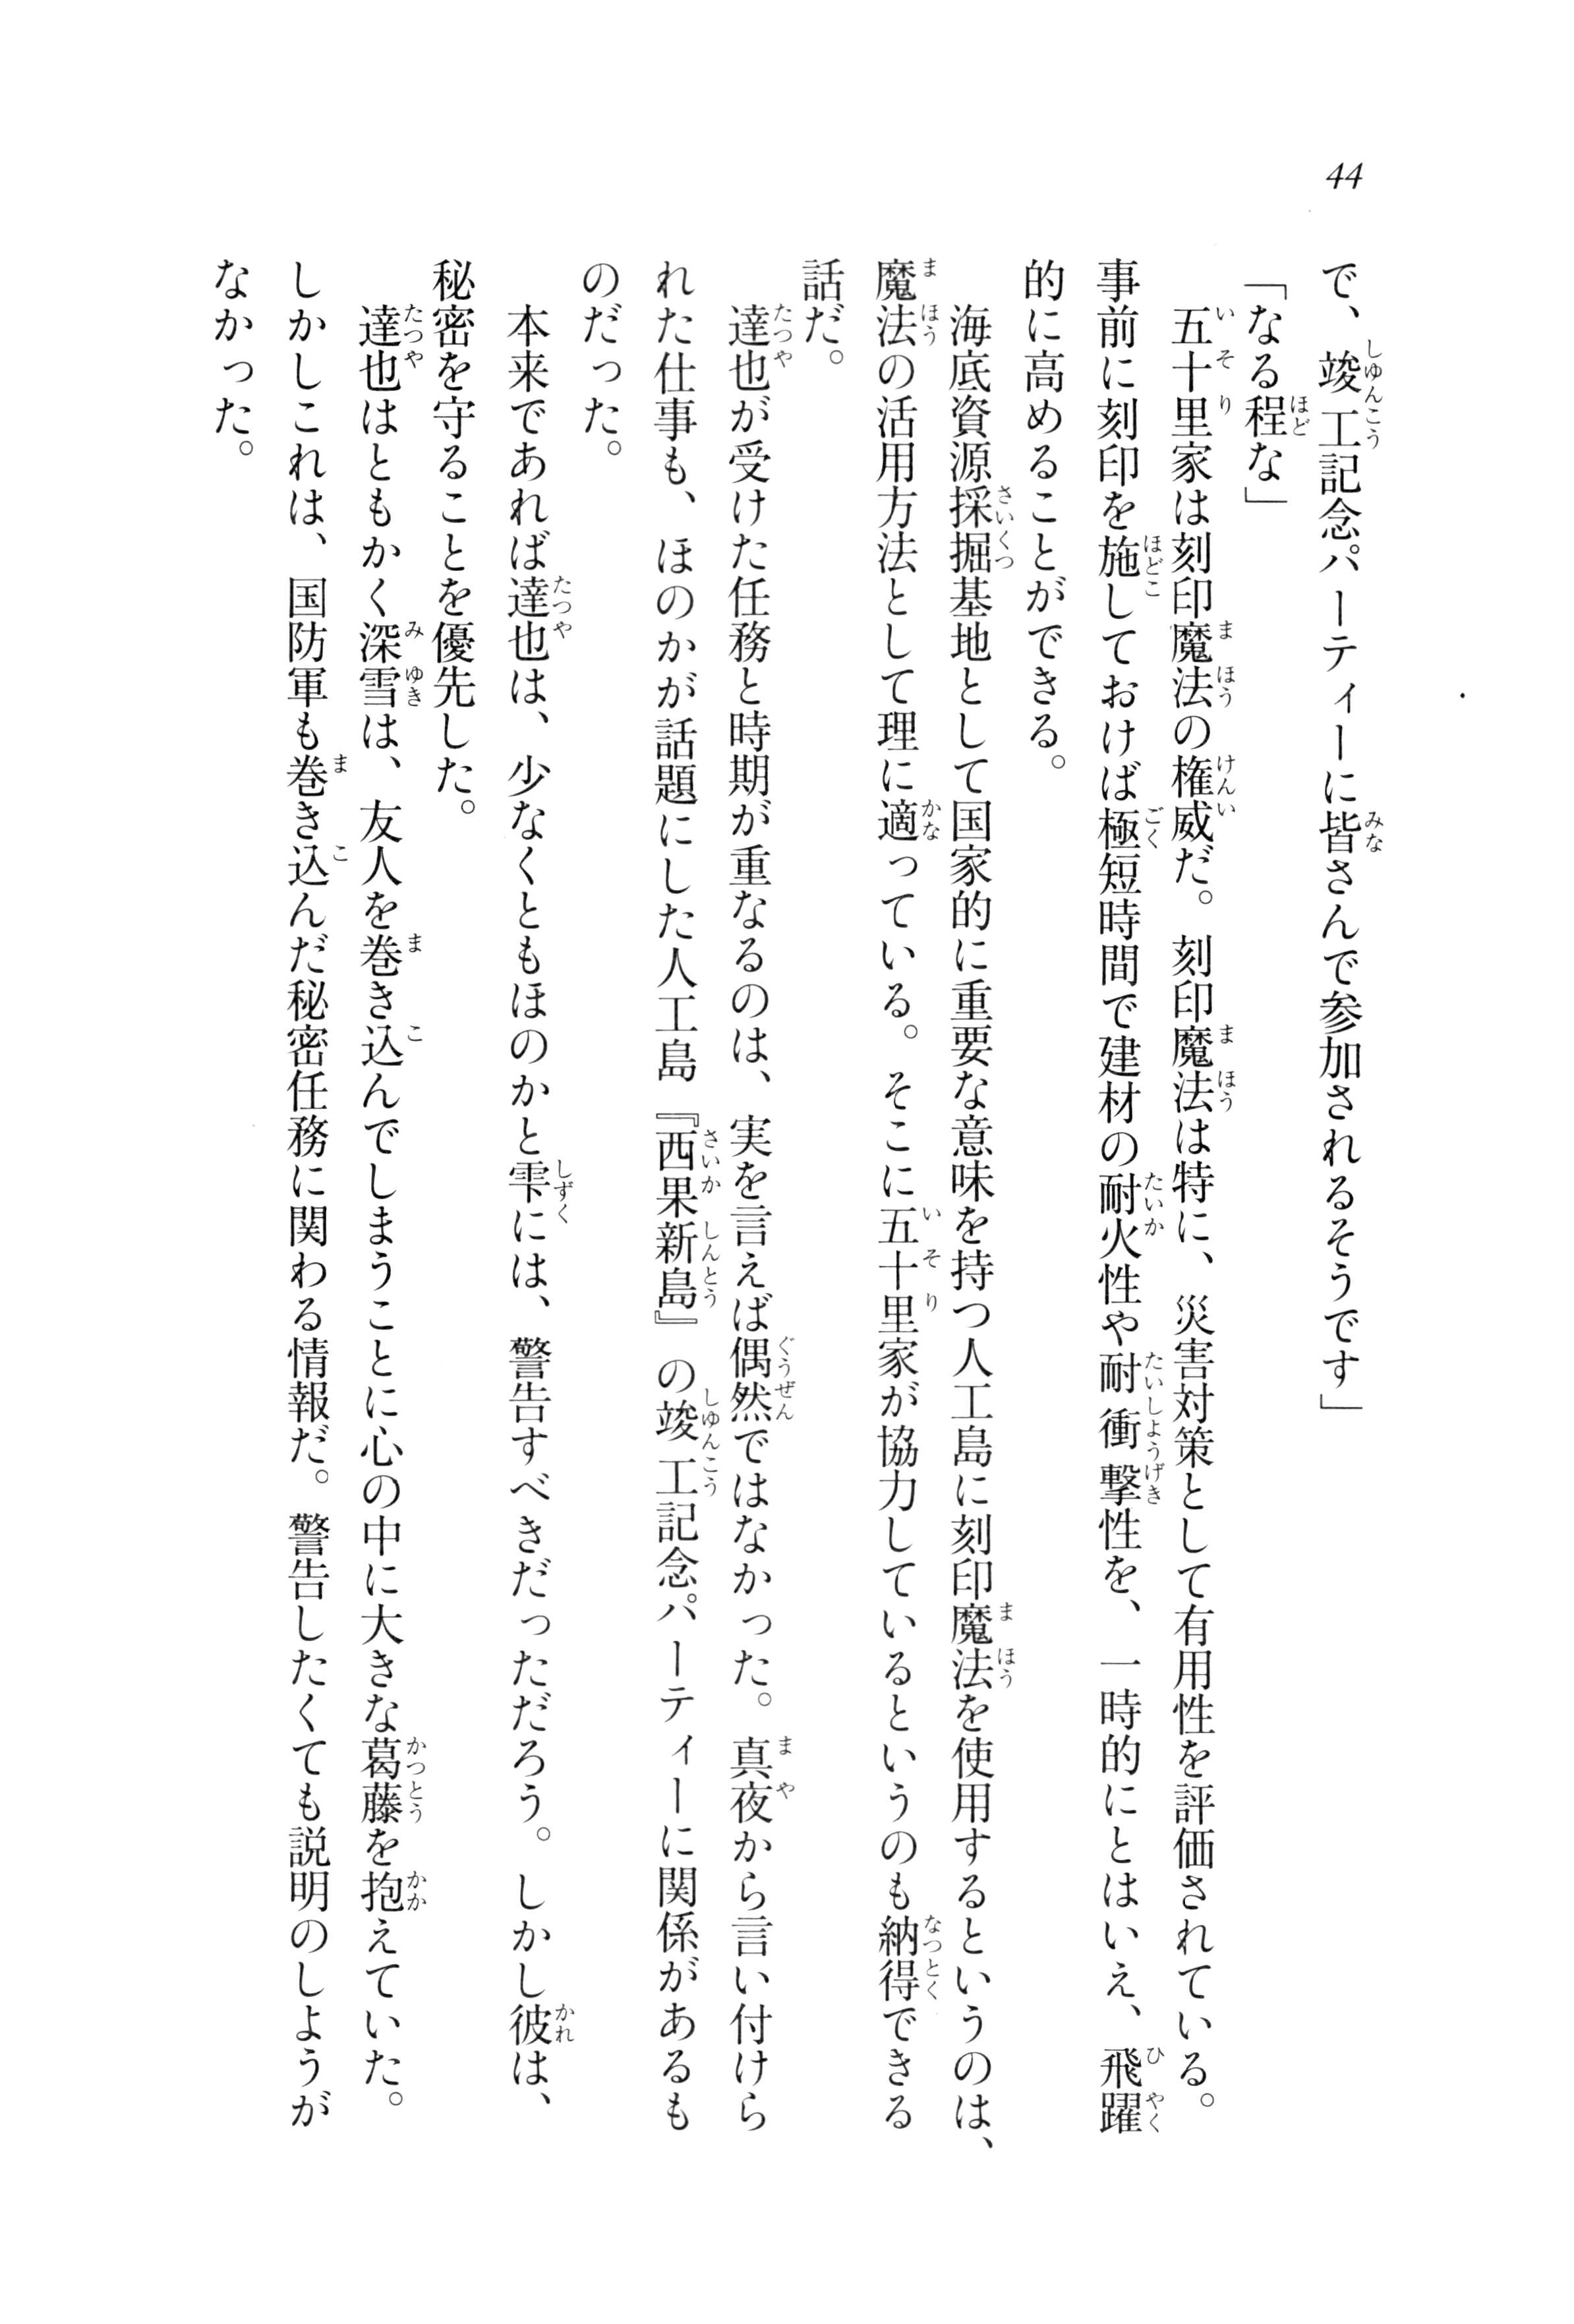 44
で、竣工記念パーティーに皆さんで参加されるそうです」
「なる程な」
　五十里家は刻印魔法の権威だ。刻印魔法は特に、災害対策として有用性を評価されている。
事前に刻印を施しておけば極短時間で建材の耐火性や耐衝撃性を、一時的にとはいえ、飛躍
的に高めることができる。
　海底資源採掘基地として国家的に重要な意味を持つ人工島に刻印魔法を使用するというのは、
魔法の活用方法として理に適っている。そこに五十里家が協力しているというのも納得できる
話だ。
　達也が受けた任務と時期が重なるのは、実を言えば偶然ではなかった。真夜から言い付けら
れた仕事も、ほのかが話題にした人工島『西果新島』の竣工記念パーティーに関係があるも
のだった。
　本来であれば達也は、少なくともほのかと雫には、警告すべきだっただろう。しかし彼は、
秘密を守ることを優先した。
　達也はともかく深雪は、友人を巻き込んでしまうことに心の中に大きな葛藤を抱えていた。
しかしこれは、国防軍も巻き込んだ秘密任務に関わる情報だ。警告したくても説明のしようが
なかった。